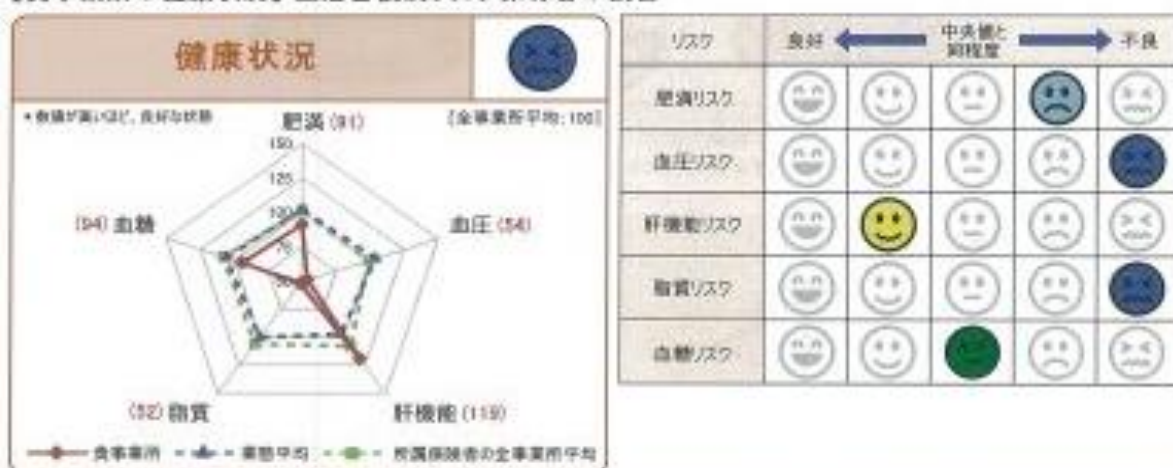 健康状況
*数値が高いほど、良好な状態
[全事業所平均:100]
肥満(91)
150
125
100
75
50
(94)血糖
血圧(54)
(52)脂質
肝機能(119)
貴事業所
業態平均
所属保険者の全事業所平均
リスク
良好
中央値と
同程度
不良
肥満リスク
血圧リスク
肝機能リスク
脂質リスク
血糖リスク